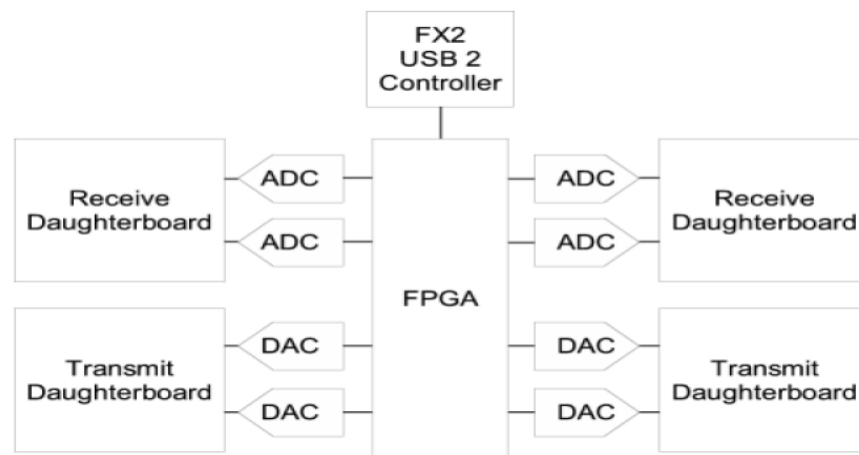 FX2
USB 2
Controller
Receive
Daughterboard
ADC
ADC
ADC
ADC
Receive
Daughterboard
FPGA
Transmit
Daughterboard
DAC
DAC
DAC
DAC
Transmit
Daughterboard